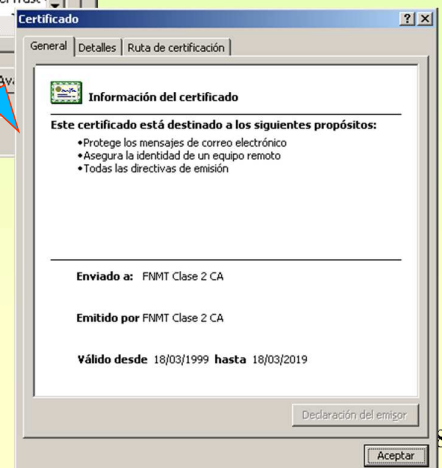 Certificado
General Detalles Ruta de certificación
Información del certificado
Este certificado está destinado a los siguientes propósitos:
•Protege los mensajes de correo electrónico
•Asegura la identidad de un equipo remoto
•Todas las directivas de emisión
Enviado a: FNMT Clase 2 CA
Emitido por FNMT Clase 2 CA
Válido desde 18/03/1999 hasta 18/03/2019
Declaración del emisor
Aceptar